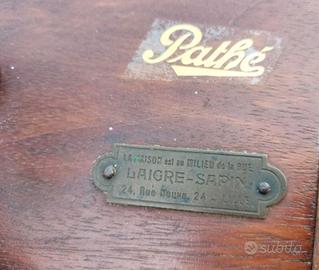 Pathé
LA MAISON est au MILIEU de la RUE
LAIGRE-SAPIN
24, Rue Neuve, 24 -
subito